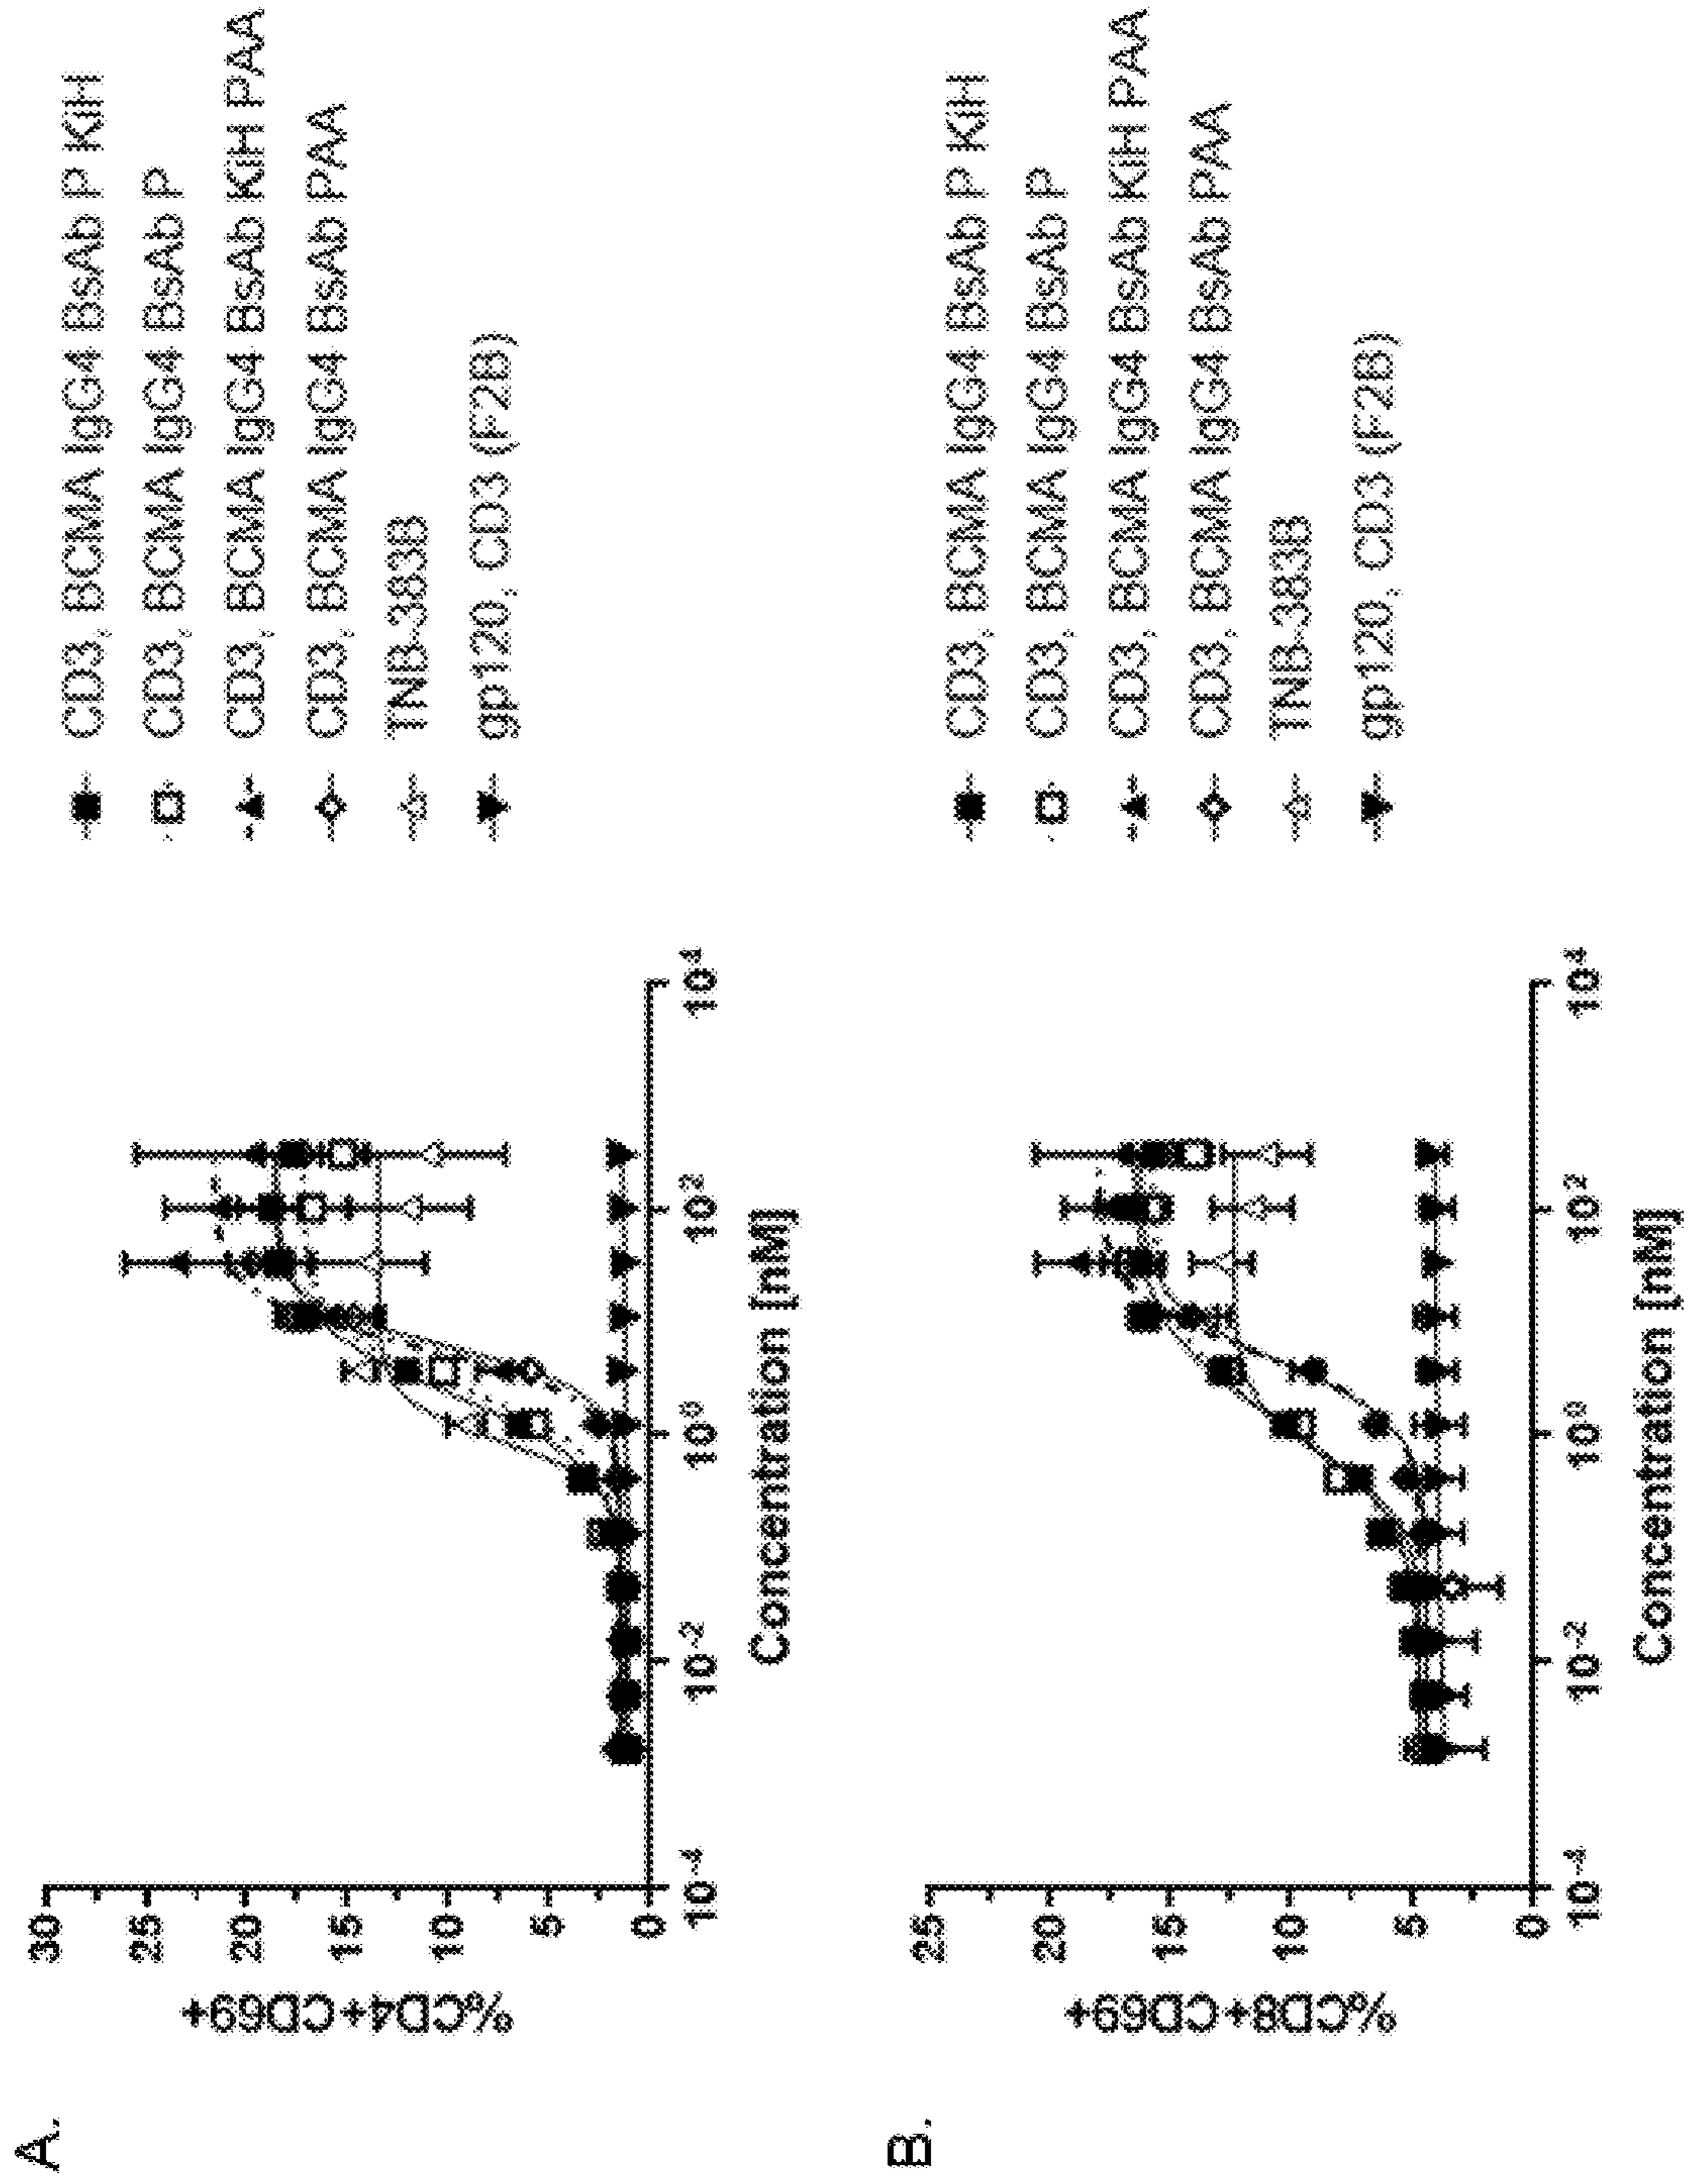 A.
%CD4+CD69+
30
25
20
15
10
5
0
10-4
10-2
100
102
104
Concentration [nM]
CD3, BCMA IgG4 BsAb P KiH
CD3, BCMA IgG4 BsAb P
CD3, BCMA IgG4 BsAb KiH PAA
CD3, BCMA IgG4 BsAb PAA
TNB-383B
gp120, CD3 (F2B)
B.
%CD8+CD69+
25
20
15
10
5
0
10-4
10-2
100
102
104
Concentration [nM]
CD3, BCMA IgG4 BsAb P KiH
CD3, BCMA IgG4 BsAb P
CD3, BCMA IgG4 BsAb KiH PAA
CD3, BCMA IgG4 BsAb PAA
TNB-383B
gp120, CD3 (F2B)